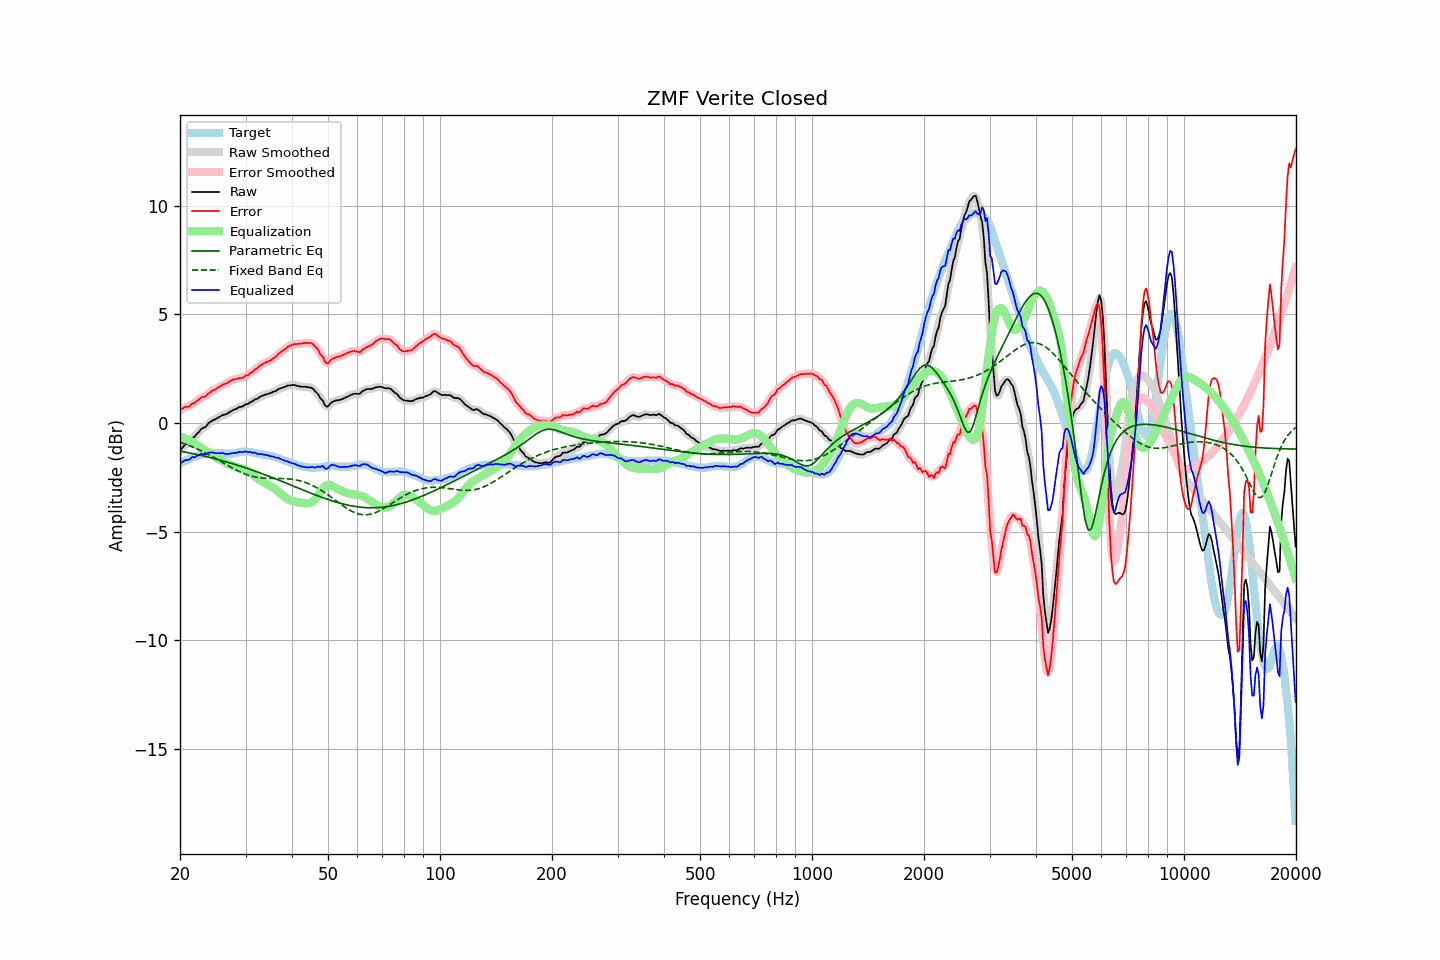 ZMF Verite Closed
Target
Raw Smoothed
Error Smoothed
Raw
Error
Equalization
Parametric Eq
Fixed Band Eq
Equalized
Amplitude (dBr)
10
5
0
−5
−10
−15
20
50
100
200
500
1000
2000
5000
10000
20000
Frequency (Hz)